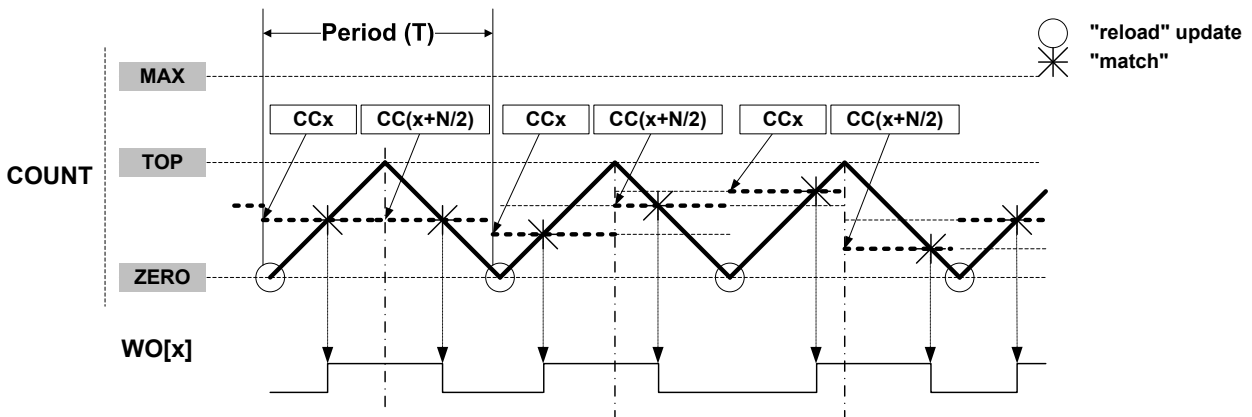 Period (T)
"reload" update
"match"
MAX
CCx
CC(x+N/2)
CCx
CC(x+N/2)
CCx
CC(x+N/2)
COUNT
TOP
ZERO
WO[x]